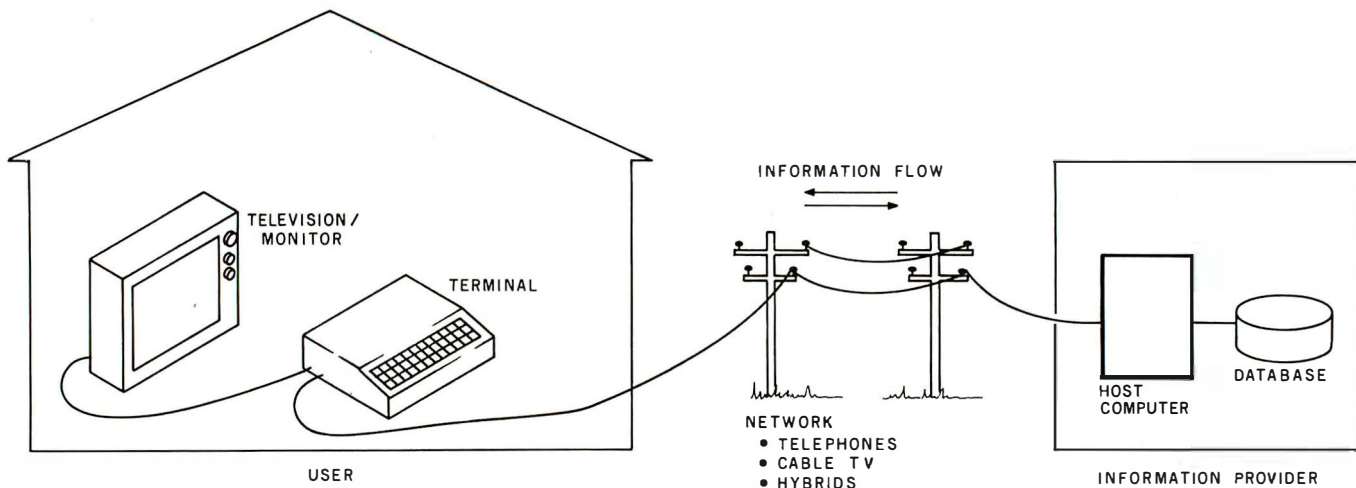 TELEVISION/
MONITOR
TERMINAL
USER
INFORMATION FLOW
NETWORK
• TELEPHONES
• CABLE TV
• HYBRIDS
HOST
COMPUTER
DATABASE
INFORMATION PROVIDER